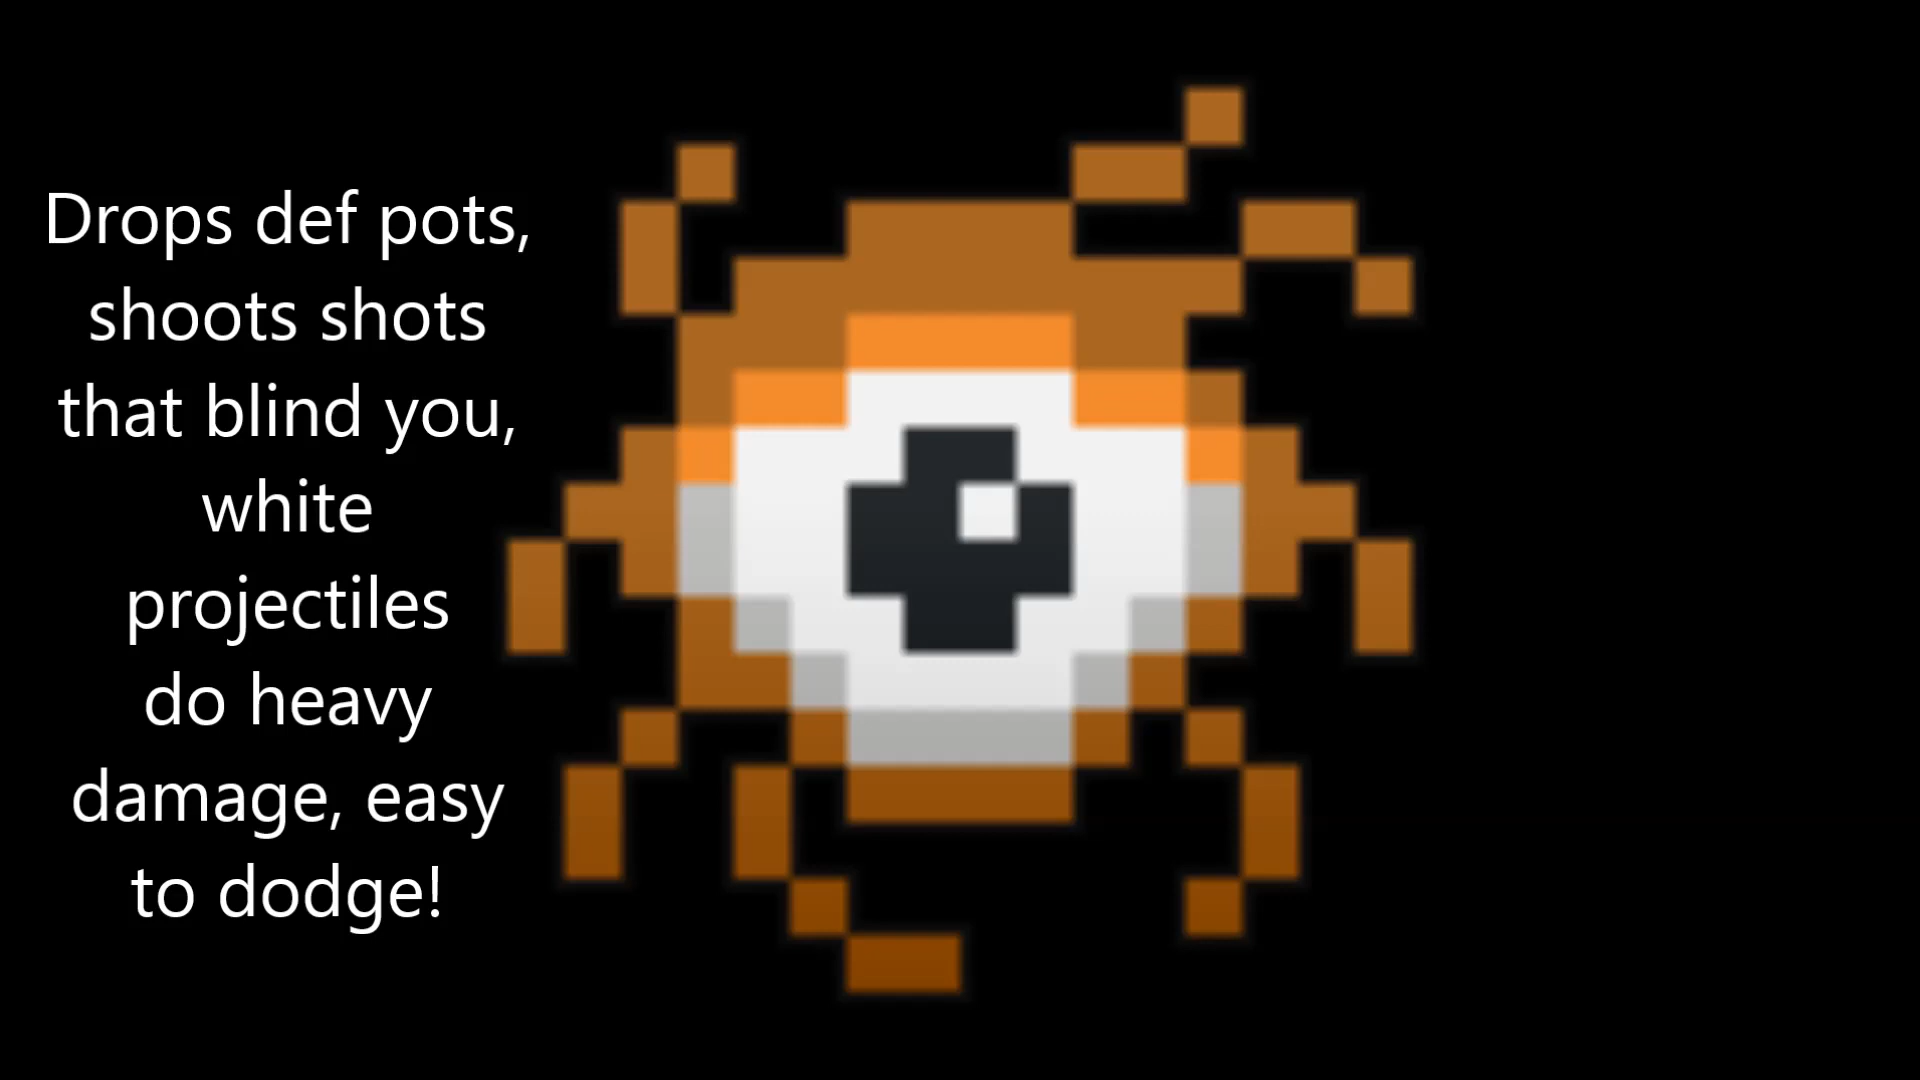 Drops def pots,
shoots shots
that blind you,
white
projectiles
do heavy
damage, easy
to dodge!